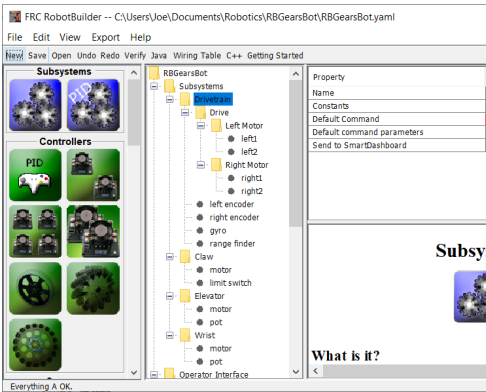 FRC RobotBuilder -- C:\Users\Joe\Documents\Robotics\RBGearsBot\RBGearsBot.yaml
File Edit View Export Help
New Save Open Undo Redo Verify Java Wiring Table C++ Getting Started
Subsystems
PID
Controllers
PID
RBGearsBot
Subsystems
Drivetrain
Drive
Left Motor
left1
left2
Right Motor
right1
right2
left encoder
right encoder
gyro
range finder
Claw
motor
limit switch
Elevator
motor
pot
Wrist
motor
pot
Operator Interface
Property
Name
Constants
Default Command
Default command parameters
Send to SmartDashboard
Subsy
What is it?
Everything A OK.